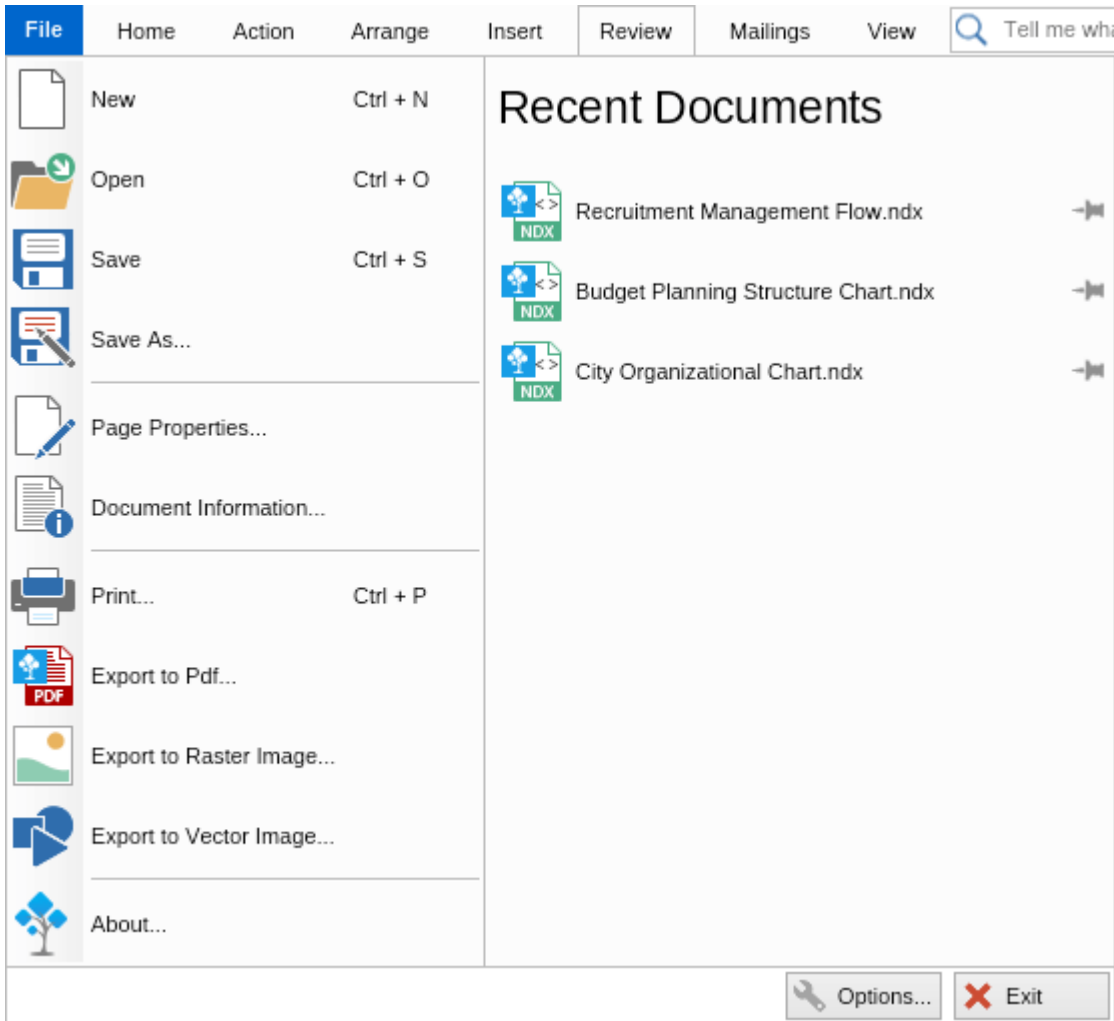 File Home Action Arrange Insert Review Mailings View Tell me wha
New Ctrl + N
Open Ctrl + O
Save Ctrl + S
Save As...
Page Properties...
Document Information...
Print... Ctrl + P
PDF Export to Pdf...
Export to Raster Image...
Export to Vector Image...
About...
Recent Documents
NDX Recruitment Management Flow.ndx
NDX Budget Planning Structure Chart.ndx
NDX City Organizational Chart.ndx
Options... Exit